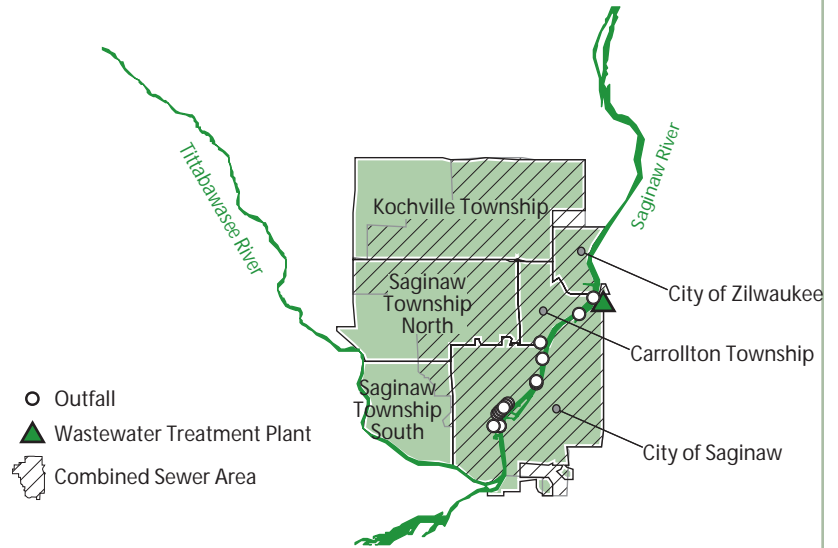 Tittabawasee River
Saginaw River
Kochville Township
Saginaw
Township
North
City of Zilwaukee
Carrollton Township
Saginaw
Township
South
City of Saginaw
Outfall
Wastewater Treatment Plant
Combined Sewer Area